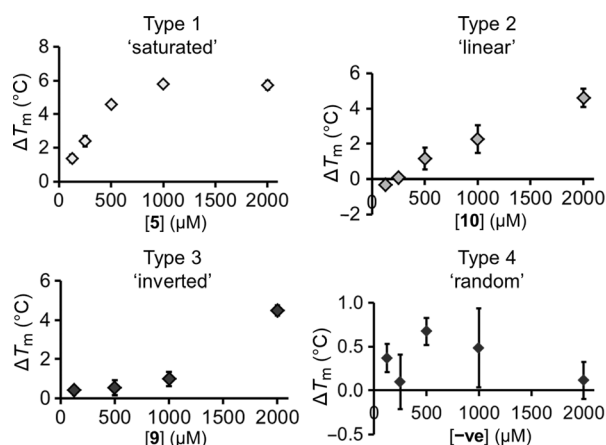 Type 1
'saturated'
8
6
4
2
0
0 500 1000 1500 2000
ΔTm (°C)
[5] (μM)
Type 2
'linear'
6
4
2
0
−2
0 500 1000 1500 2000
ΔTm (°C)
[10] (μM)
Type 3
'inverted'
6
4
2
0
0 500 1000 1500 2000
ΔTm (°C)
[9] (μM)
Type 4
'random'
1.0
0.5
0.0
−0.5
0 500 1000 1500 2000
ΔTm (°C)
[−ve] (μM)